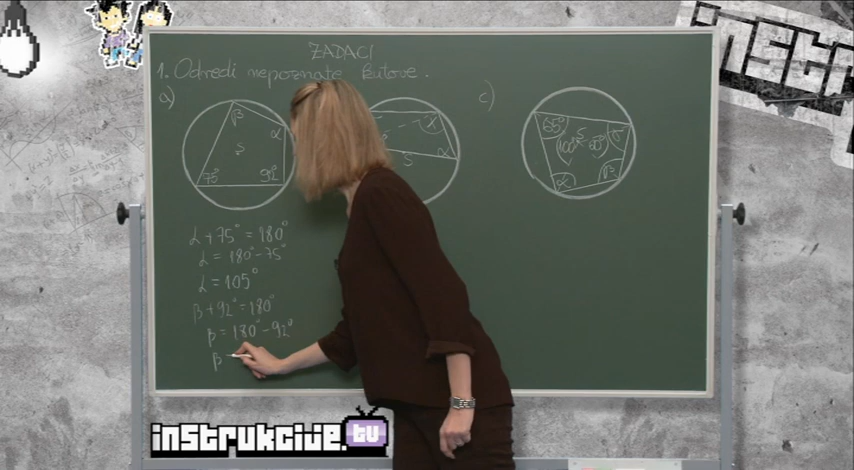 ZADACI
1. Odredi nepoznate kutove.
a)
c)
β
α
S
75°
92°
x
α
S
65°
100°
S
60°
α
β
α + 75° = 180°
α = 180° - 75°
α = 105°
β + 92° = 180°
β = 180° - 92°
β =
instrukcije.tv